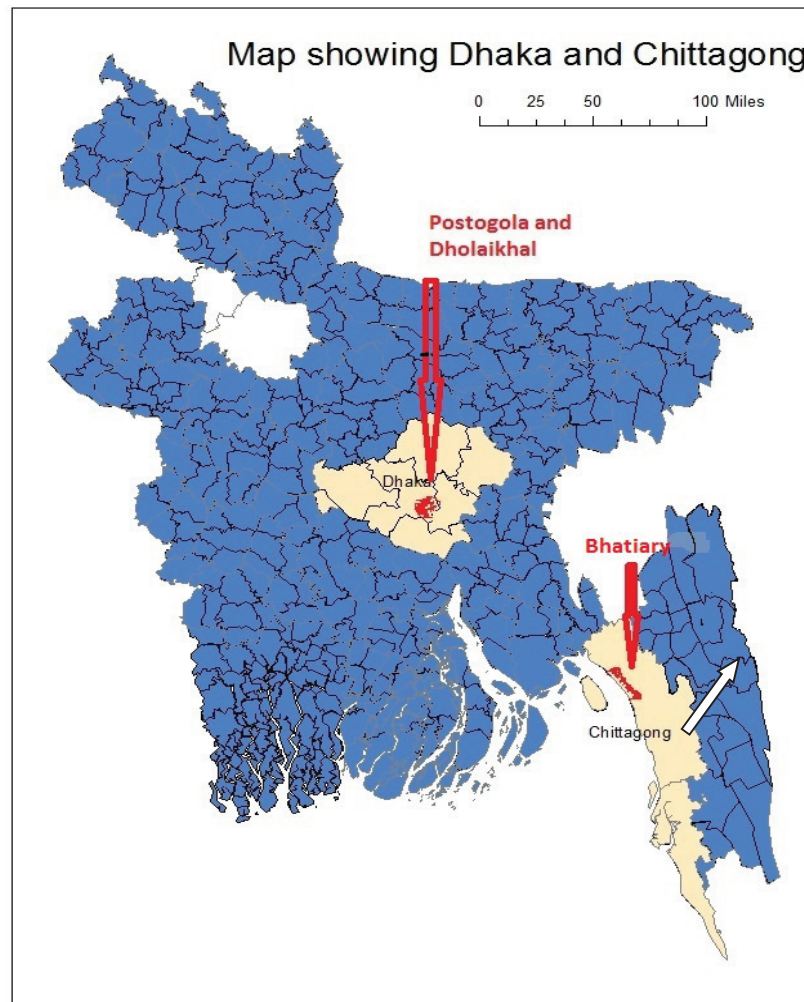 Map showing Dhaka and Chittagong
0 25 50 100 Miles
Postogola and
Dholaikhal
Dhaka
Bhatiary
Chittagong